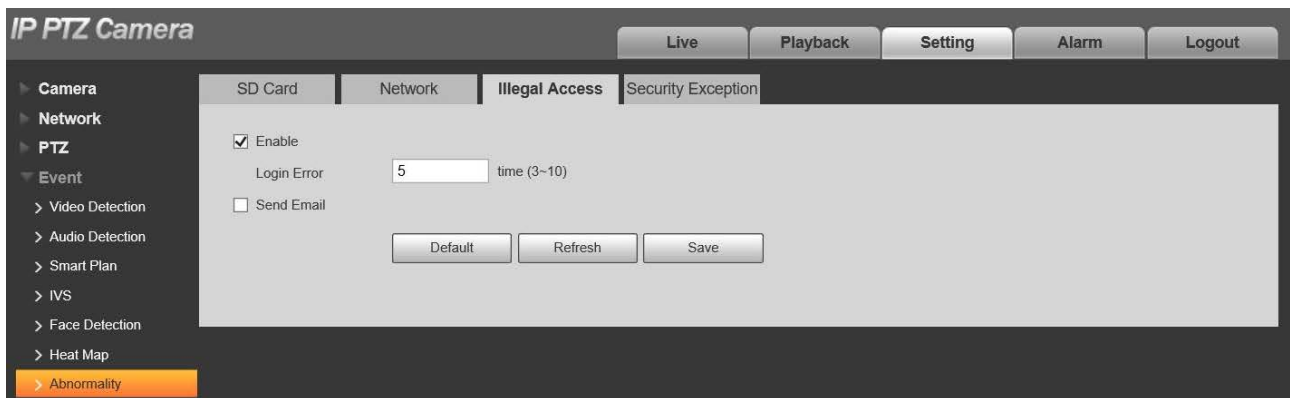 IP PTZ Camera
Live Playback Setting Alarm Logout
Camera
Network
PTZ
Event
Video Detection
Audio Detection
Smart Plan
IVS
Face Detection
Heat Map
Abnormality
SD Card Network Illegal Access Security Exception
Enable
Login Error 5 time (3~10)
Send Email
Default Refresh Save